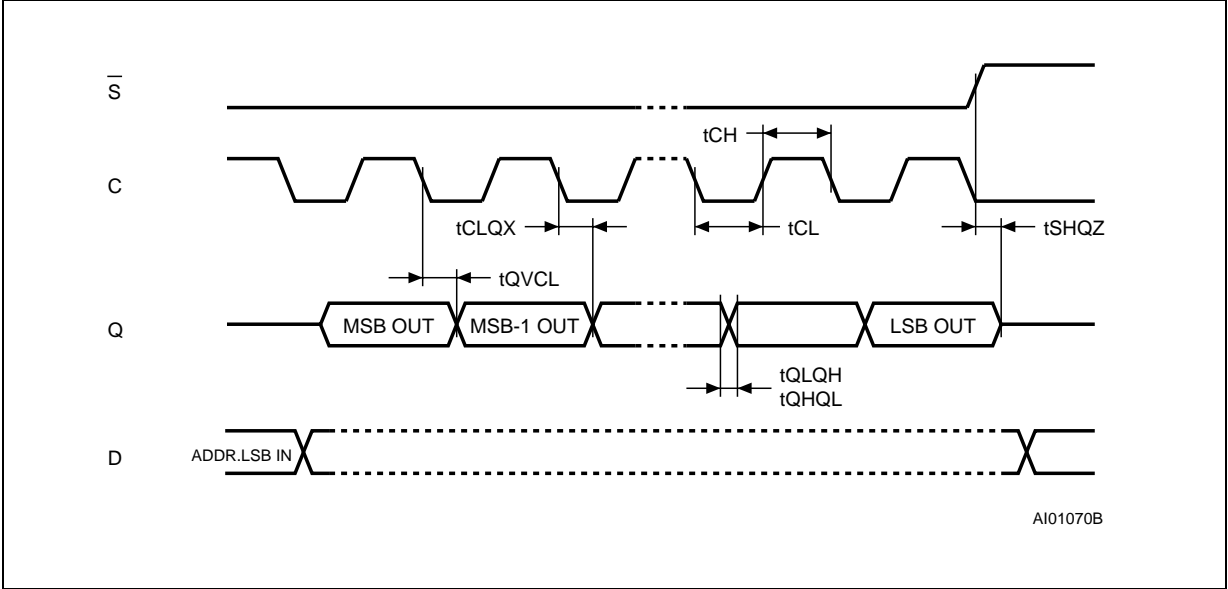 S̅
tCH
C
tCLQX
tCL
tSHQZ
tQVCL
Q
MSB OUT
MSB-1 OUT
LSB OUT
tQLQH
tQHQL
D
ADDR.LSB IN
AI01070B